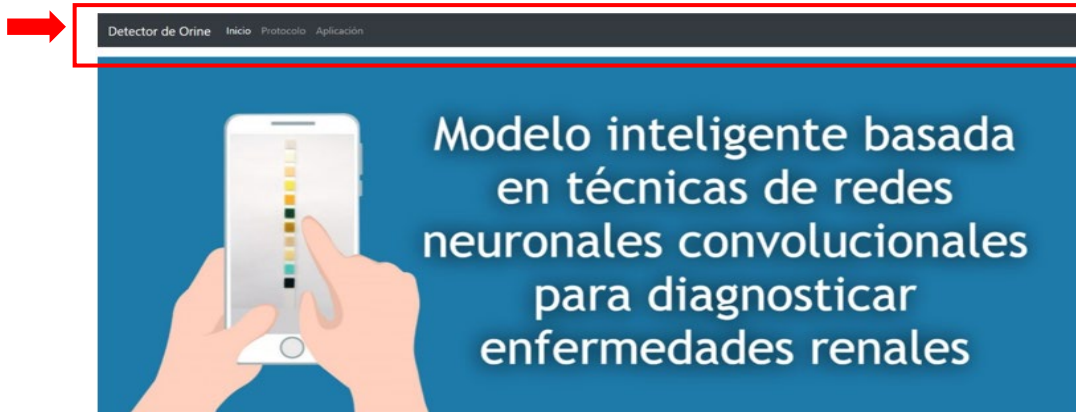 Detector de Orine Inicio Protocolo Aplicación
Modelo inteligente basada
en técnicas de redes
neuronales convolucionales
para diagnosticar
enfermedades renales